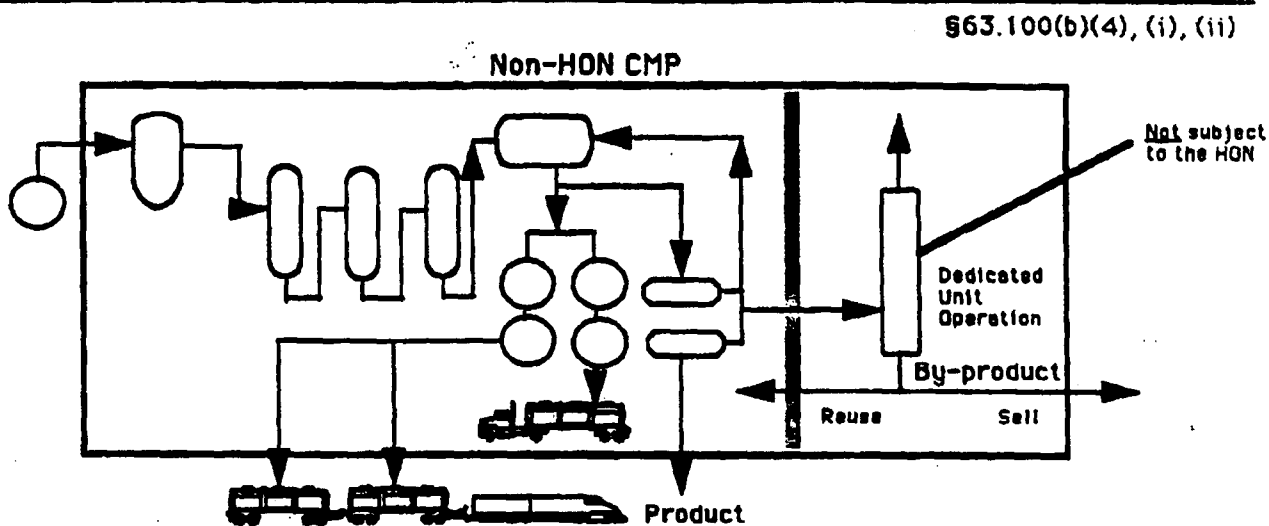 §63.100(b)(4), (i), (ii)
Non-HON CMP
Not subject
to the HON
Dedicated
Unit
Operation
By-product
Reuse
Sell
Product